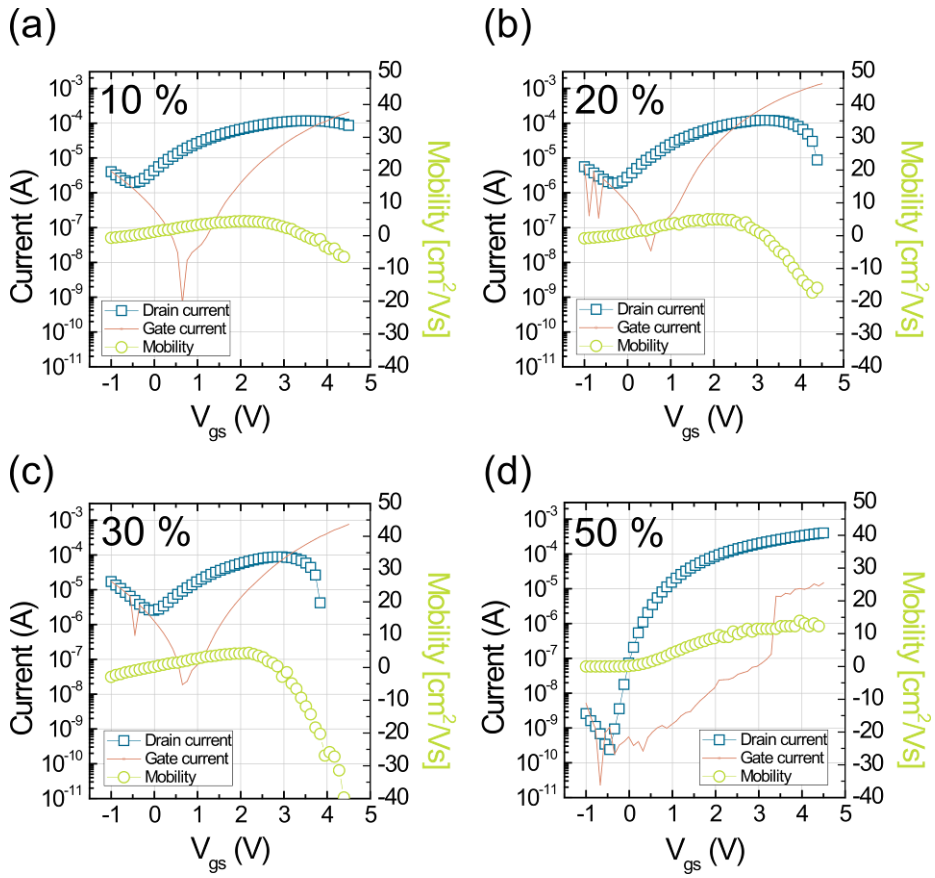 (a)
10 %
Current (A)
10⁻³
10⁻⁴
10⁻⁵
10⁻⁶
10⁻⁷
10⁻⁸
10⁻⁹
10⁻¹⁰
10⁻¹¹
50
40
30
20
10
0
-10
-20
-30
-40
Mobility [cm²/Vs]
Drain current
Gate current
Mobility
-1 0 1 2 3 4 5
V_gs (V)
(b)
20 %
Current (A)
10⁻³
10⁻⁴
10⁻⁵
10⁻⁶
10⁻⁷
10⁻⁸
10⁻⁹
10⁻¹⁰
10⁻¹¹
50
40
30
20
10
0
-10
-20
-30
-40
Mobility [cm²/Vs]
Drain current
Gate current
Mobility
-1 0 1 2 3 4 5
V_gs (V)
(c)
30 %
Current (A)
10⁻³
10⁻⁴
10⁻⁵
10⁻⁶
10⁻⁷
10⁻⁸
10⁻⁹
10⁻¹⁰
10⁻¹¹
50
40
30
20
10
0
-10
-20
-30
-40
Mobility [cm²/Vs]
Drain current
Gate current
Mobility
-1 0 1 2 3 4 5
V_gs (V)
(d)
50 %
Current (A)
10⁻³
10⁻⁴
10⁻⁵
10⁻⁶
10⁻⁷
10⁻⁸
10⁻⁹
10⁻¹⁰
10⁻¹¹
50
40
30
20
10
0
-10
-20
-30
-40
Mobility [cm²/Vs]
Drain current
Gate current
Mobility
-1 0 1 2 3 4 5
V_gs (V)